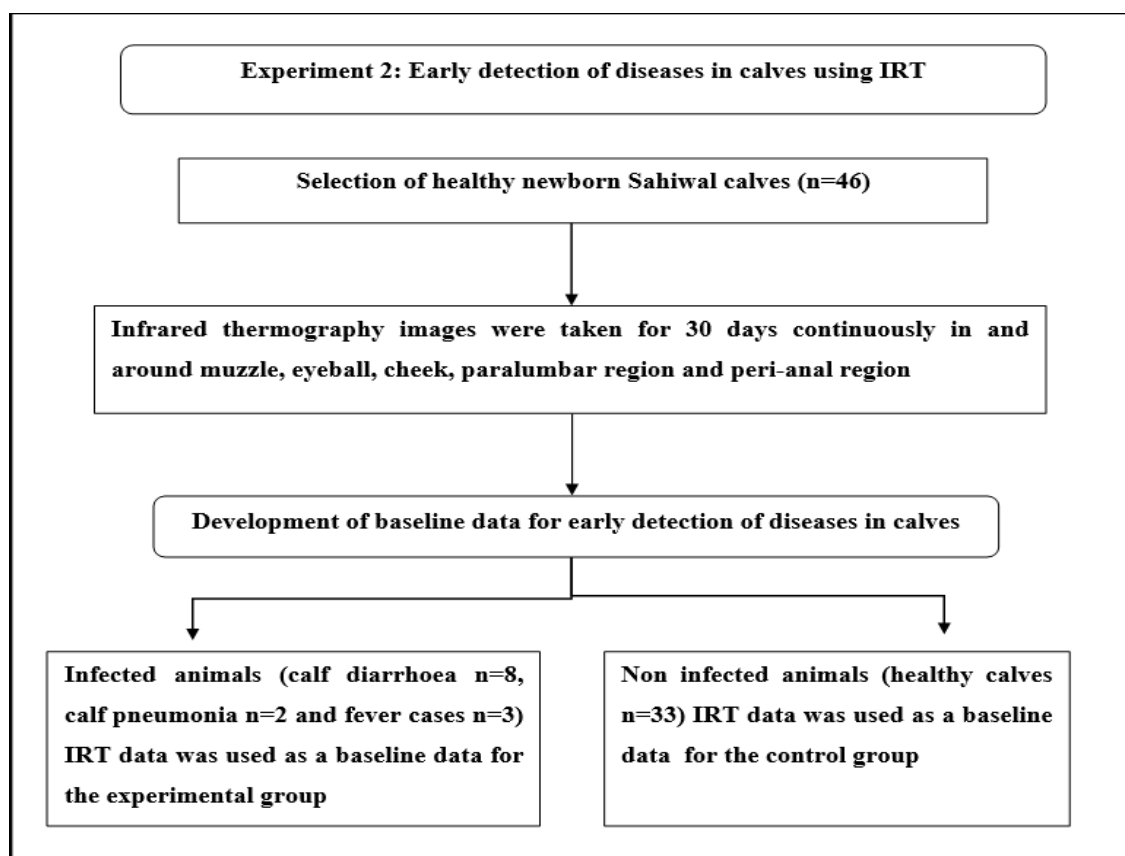 Experiment 2: Early detection of diseases in calves using IRT
Selection of healthy newborn Sahiwal calves (n=46)
Infrared thermography images were taken for 30 days continuously in and
around muzzle, eyeball, cheek, paralumbar region and peri-anal region
Development of baseline data for early detection of diseases in calves
Infected animals (calf diarrhoea n=8,
calf pneumonia n=2 and fever cases n=3)
IRT data was used as a baseline data for
the experimental group
Non infected animals (healthy calves
n=33) IRT data was used as a baseline
data for the control group